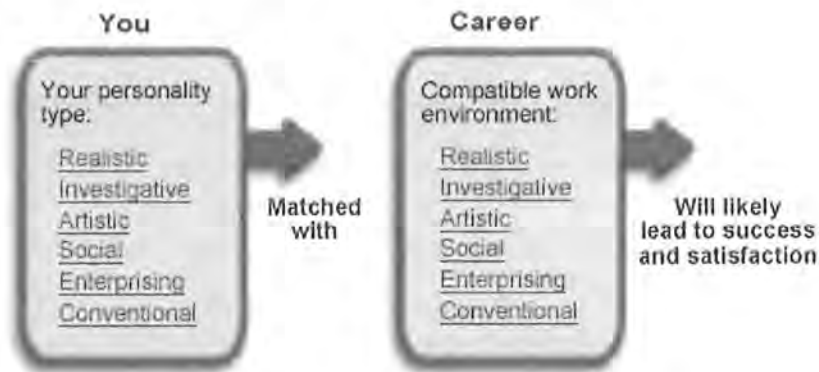 You
Your personality
type:
Realistic
Investigative
Artistic
Social
Enterprising
Conventional
Matched
with
Career
Compatible work
environment:
Realistic
Investigative
Artistic
Social
Enterprising
Conventional
Will likely
lead to success
and satisfaction